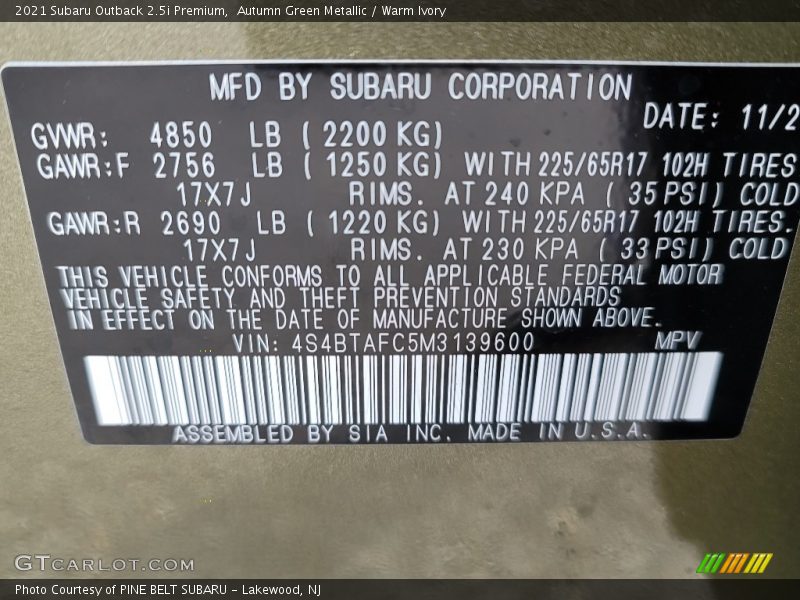 2021 Subaru Outback 2.5i Premium,  Autumn Green Metallic / Warm Ivory
MFD BY SUBARU CORPORATION
DATE: 11/2
GVWR: 4850 LB ( 2200 KG)
GAWR:F 2756 LB ( 1250 KG) WITH 225/65R17 102H TIRES
17X7J RIMS. AT 240 KPA ( 35 PSI) COLD
GAWR:R 2690 LB ( 1220 KG) WITH 225/65R17 102H TIRES.
17X7J RIMS. AT 230 KPA ( 33 PSI) COLD
THIS VEHICLE CONFORMS TO ALL APPLICABLE FEDERAL MOTOR
VEHICLE SAFETY AND THEFT PREVENTION STANDARDS
IN EFFECT ON THE DATE OF MANUFACTURE SHOWN ABOVE.
VIN: 4S4BTAFC5M3139600 MPV
ASSEMBLED BY SIA INC. MADE IN U.S.A.
GTCARLOT.COM
Photo Courtesy of PINE BELT SUBARU - Lakewood, NJ